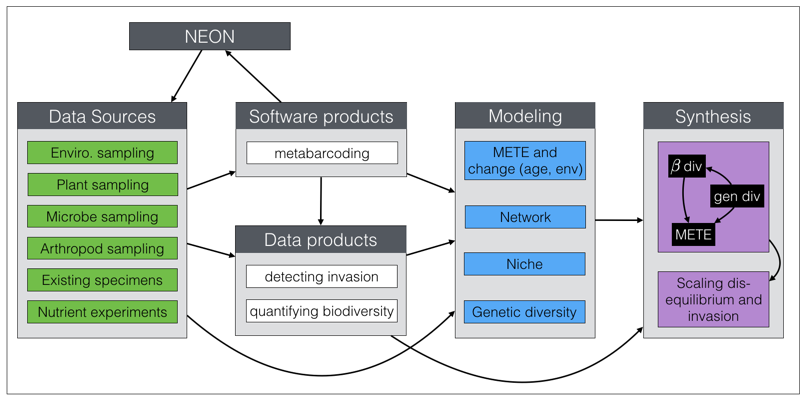 NEON
Data Sources
Enviro. sampling
Plant sampling
Microbe sampling
Arthropod sampling
Existing specimens
Nutrient experiments
Software products
metabarcoding
Data products
detecting invasion
quantifying biodiversity
Modeling
METE and
change (age, env)
Network
Niche
Genetic diversity
Synthesis
β div
gen div
METE
Scaling dis-
equilibrium and
invasion